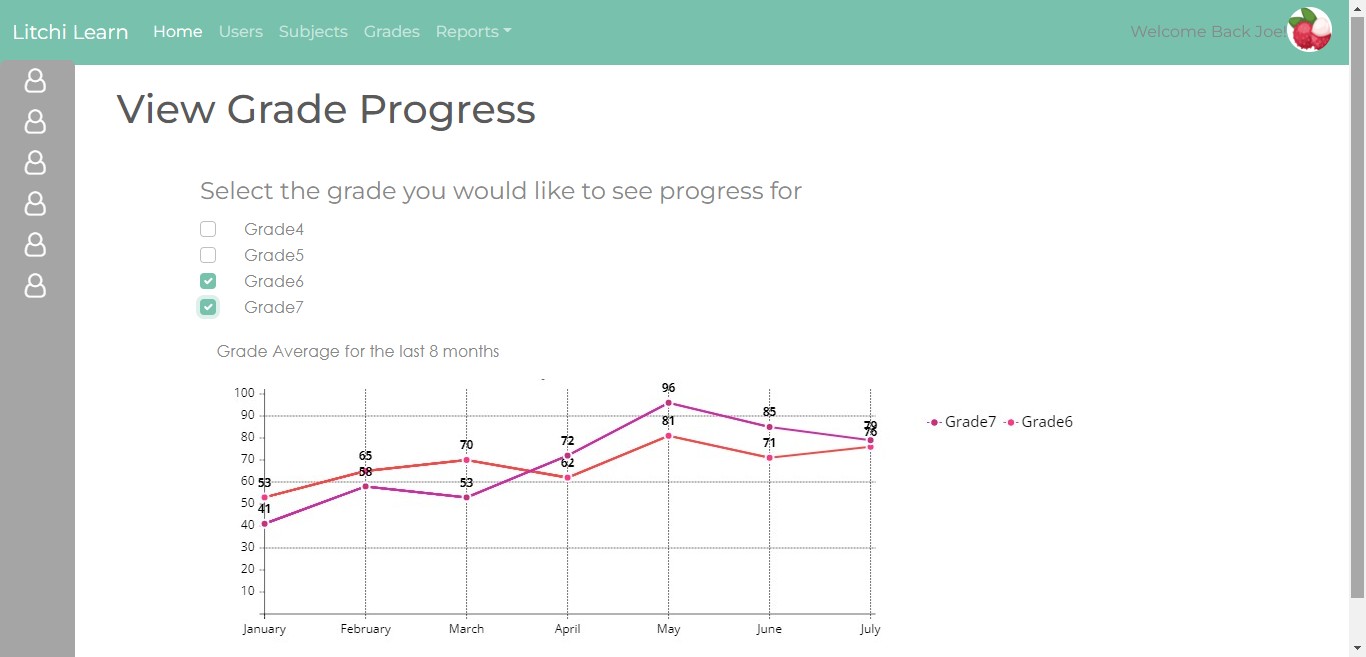 Litchi Learn Home Users Subjects Grades Reports Welcome Back Joe!
View Grade Progress
Select the grade you would like to see progress for
Grade4
Grade5
Grade6
Grade7
Grade Average for the last 8 months
100
90
80
70
60
50
40
30
20
10
53
41
65
58
70
53
72
62
96
81
85
71
79
76
January February March April May June July
Grade7 Grade6